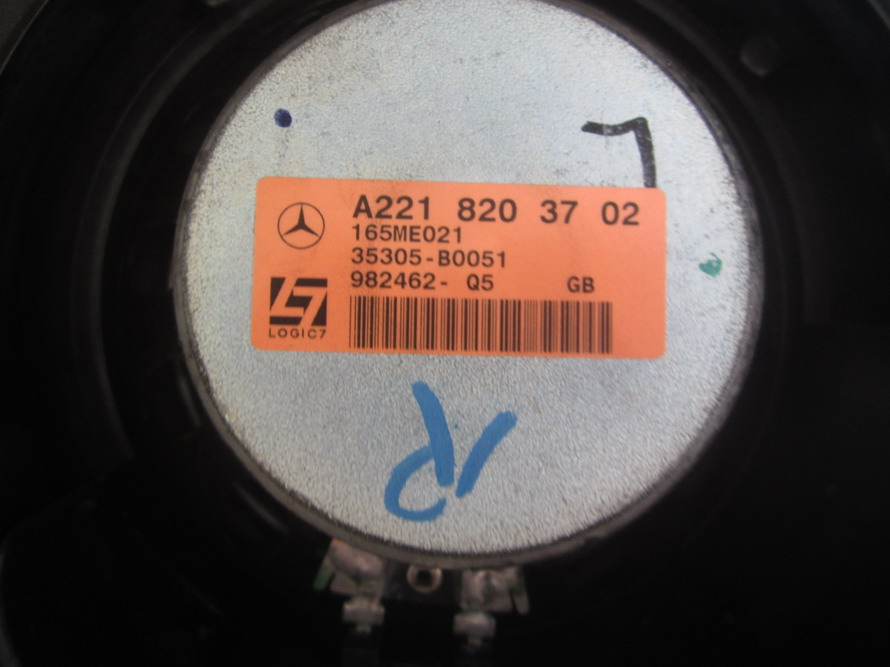 A221 820 37 02
165ME021
35305-B0051
982462- Q5 GB
LOGIC7
R